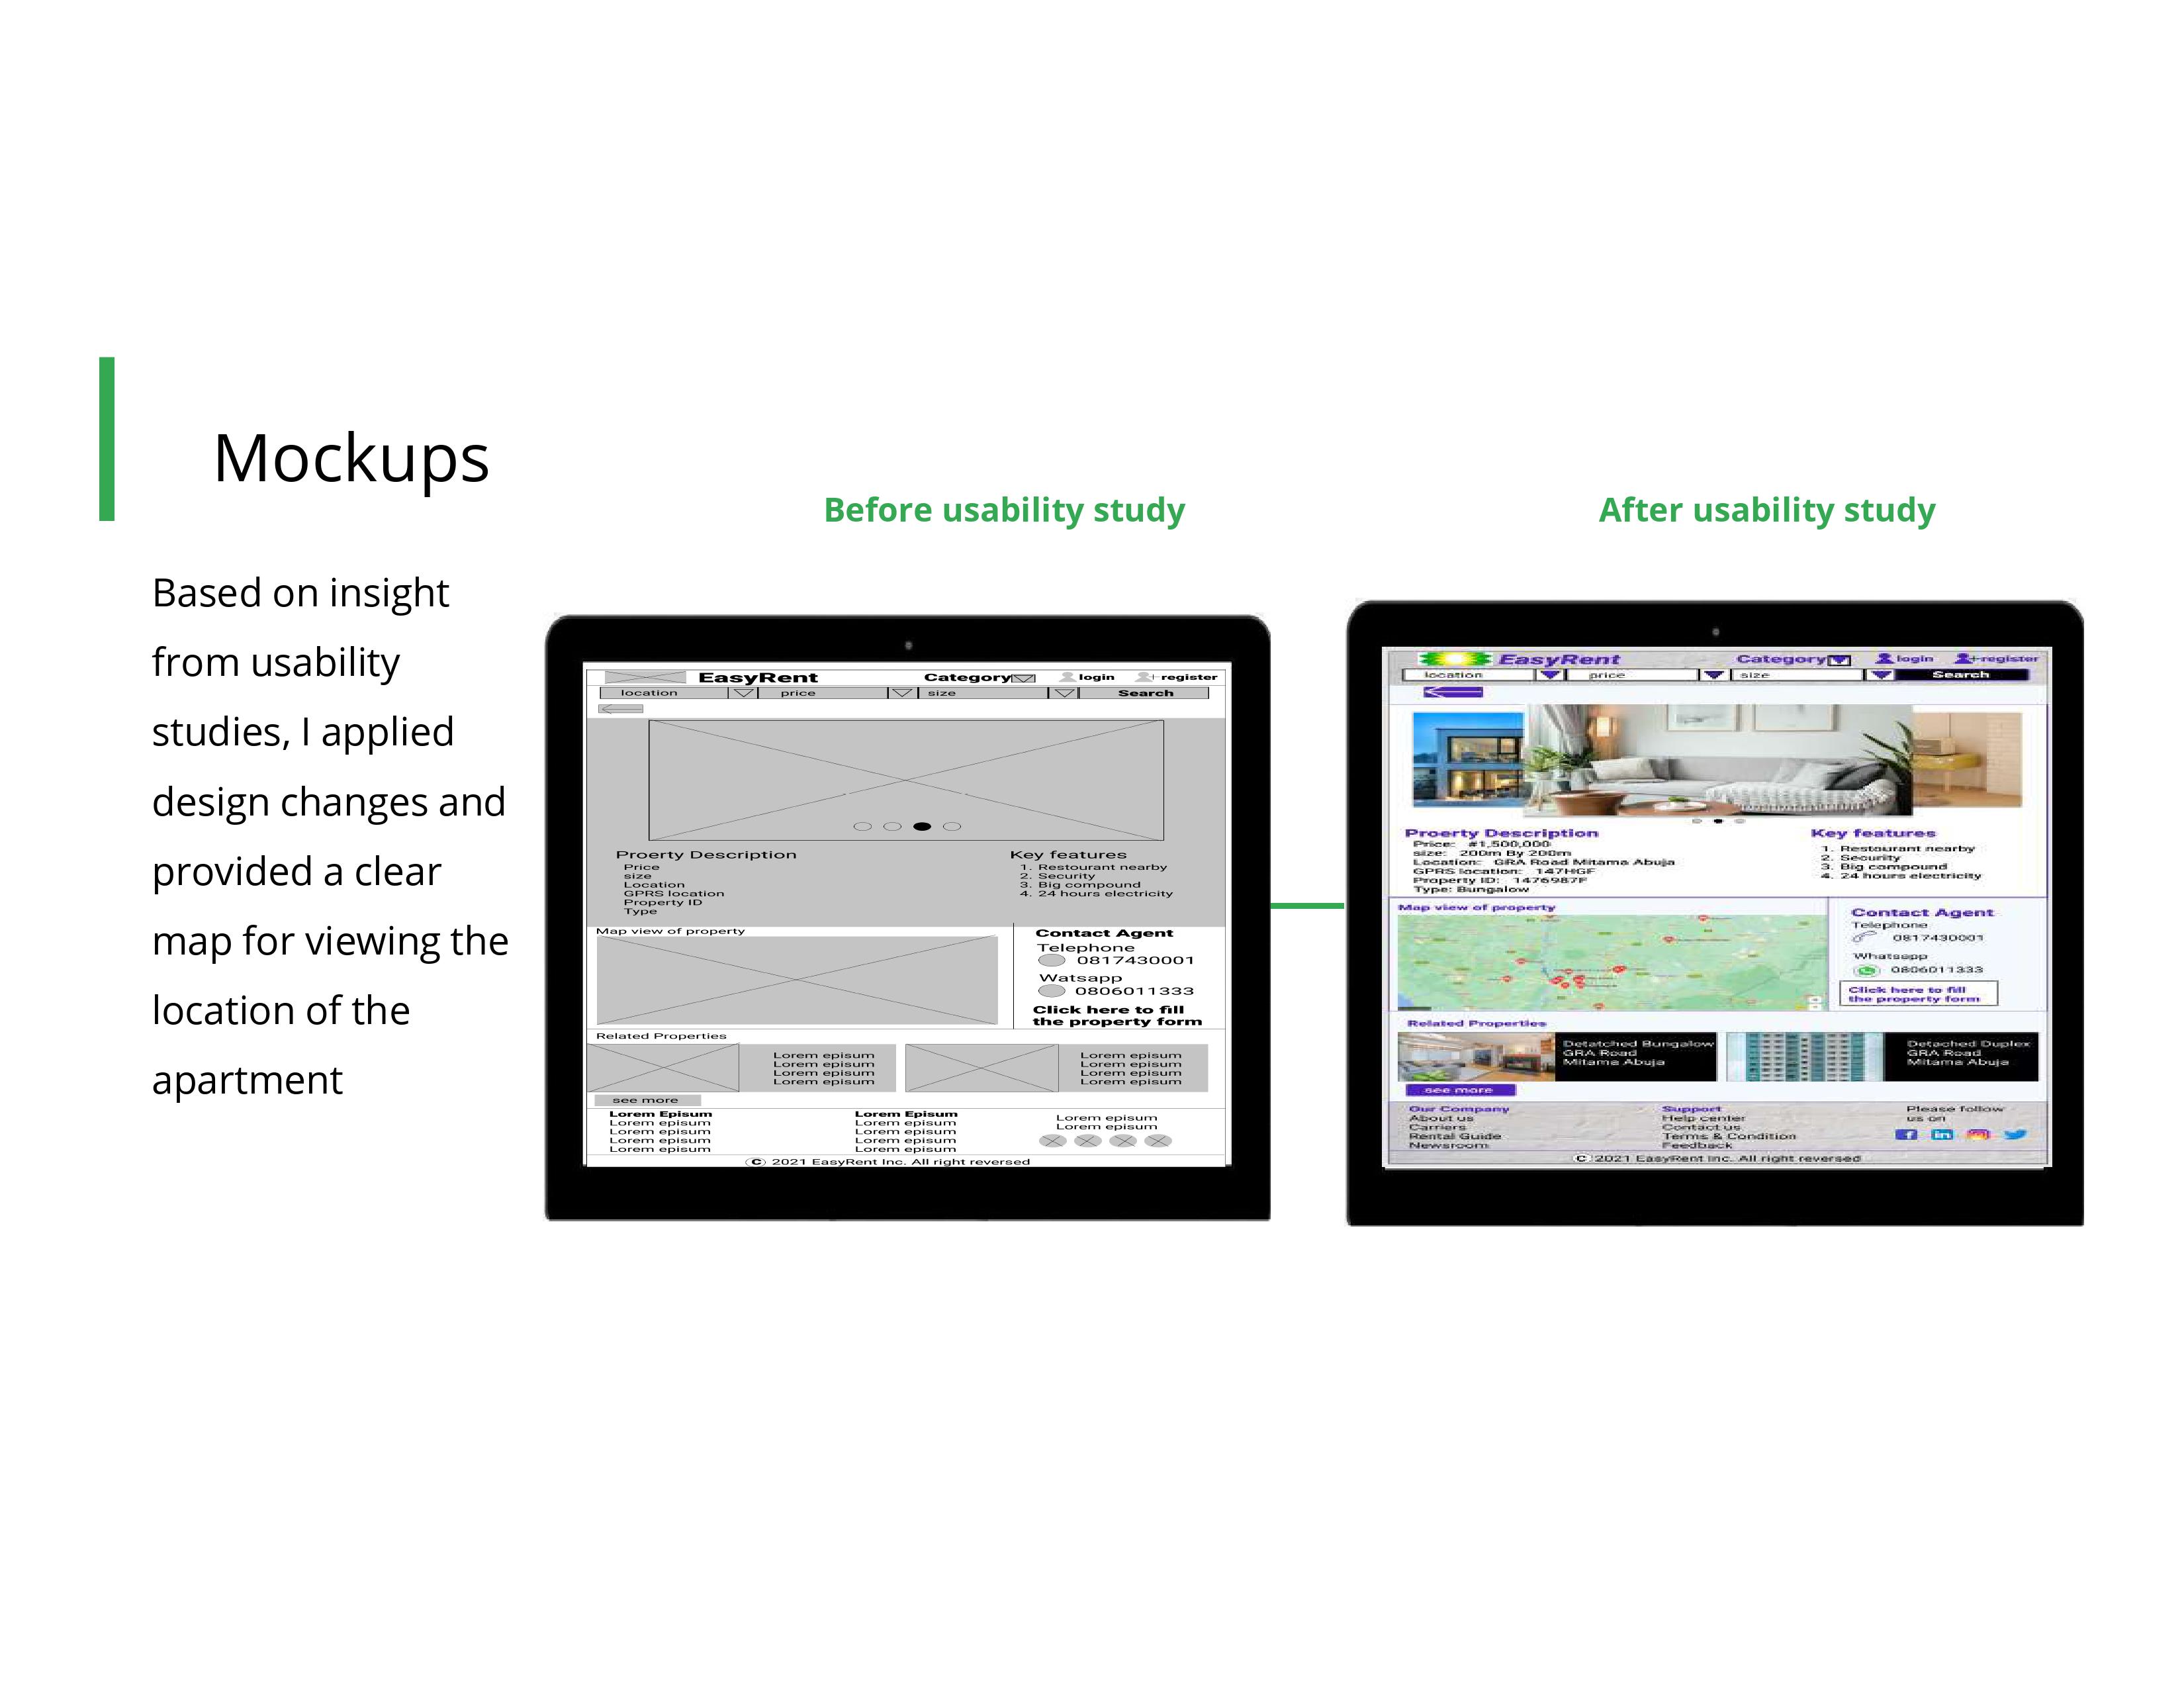 Mockups
Before usability study
After usability study
Based on insight
from usability
studies, I applied
design changes and
provided a clear
map for viewing the
location of the
apartment
EasyRent Category login register
location price size Search
Proerty Description
Price
size
Location
GPRS location
Property ID
Type
Key features
1. Restourant nearby
2. Security
3. Big compound
4. 24 hours electricity
Map view of property
Contact Agent
Telephone
0817430001
Watsapp
0806011333
Click here to fill
the property form
Related Properties
Lorem episum
Lorem episum
Lorem episum
Lorem episum
Lorem episum
Lorem episum
Lorem episum
Lorem episum
see more
Lorem Episum
Lorem episum
Lorem episum
Lorem episum
Lorem episum
Lorem Episum
Lorem episum
Lorem episum
Lorem episum
Lorem episum
Lorem episum
Lorem episum
© 2021 EasyRent Inc. All right reversed
EasyRent Category login register
location price size Search
Proerty Description
Price: #1,500,000
size: 200m By 200m
Location: GRA Road Mitama Abuja
GPRS location: 147HGF
Property ID: 1476987F
Type: Bungalow
Key features
1. Restaurant nearby
2. Security
3. Big compound
4. 24 hours electricity
Map view of property
Contact Agent
Telephone
0817430001
Whatsapp
0806011333
Click here to fill
the property form
Related Properties
Detatched Bungalow
GRA Road
Mitama Abuja
Detached Duplex
GRA Road
Mitama Abuja
see more
Our Company
About us
Carriers
Rental Guide
Newsroom
Support
Help center
Contact us
Terms & Condition
Feedback
Please follow
us on
© 2021 EasyRent Inc. All right reversed